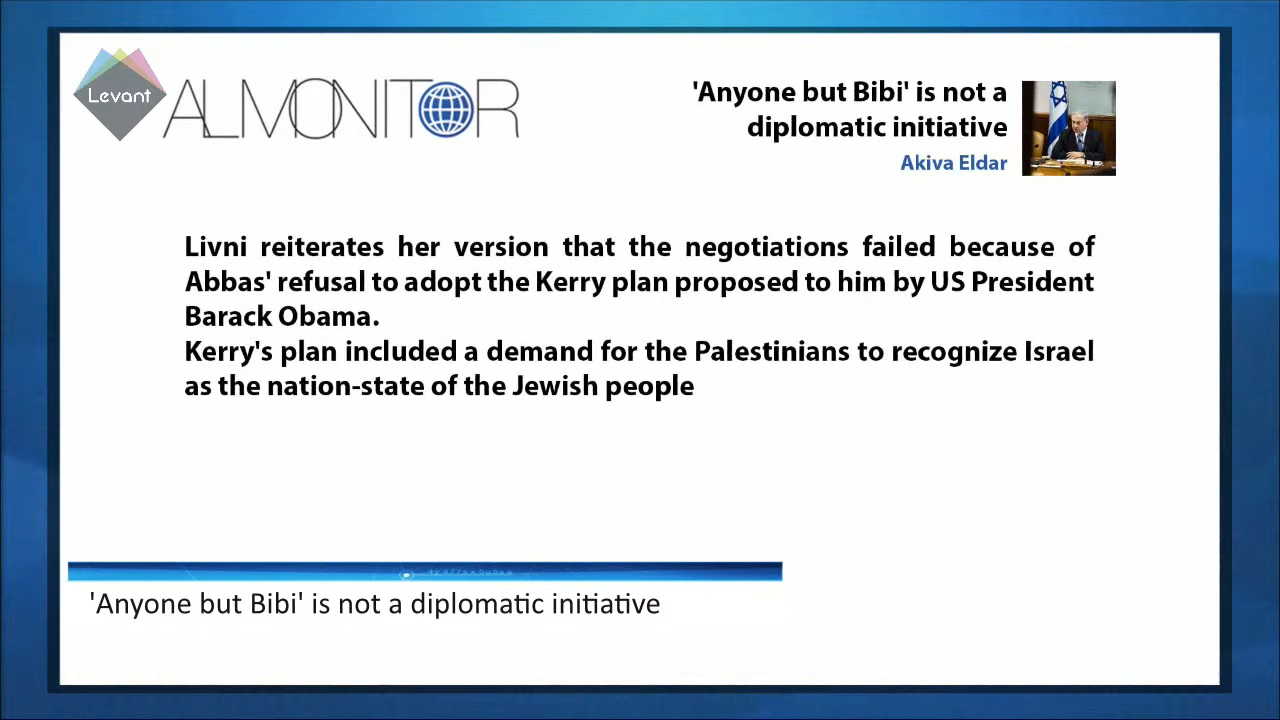 Levant
ALMONITOR
'Anyone but Bibi' is not a
diplomatic initiative
Akiva Eldar
Livni reiterates her version that the negotiations failed because of
Abbas' refusal to adopt the Kerry plan proposed to him by US President
Barack Obama.
Kerry's plan included a demand for the Palestinians to recognize Israel
as the nation-state of the Jewish people
'Anyone but Bibi' is not a diplomatic initiative